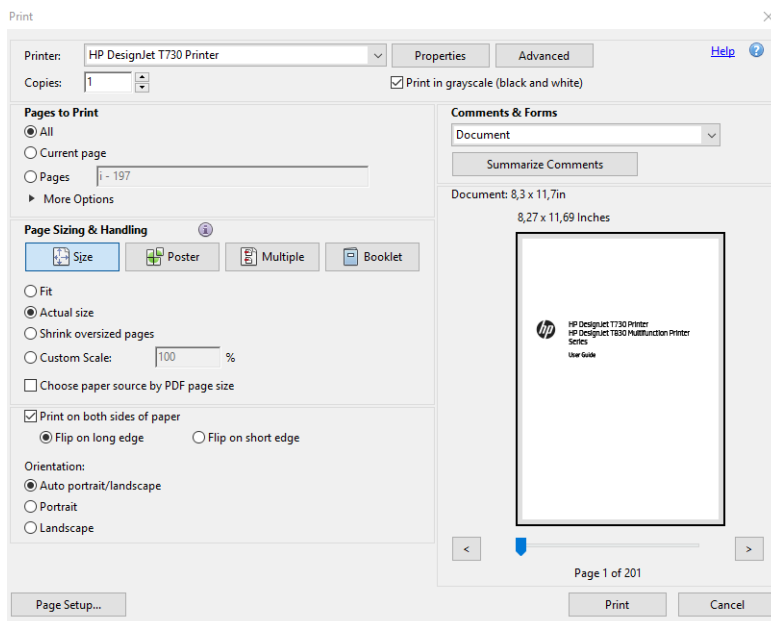 Print
Printer: HP DesignJet T730 Printer Properties Advanced Help ?
Copies: 1 Print in grayscale (black and white)
Pages to Print
All
Current page
Pages i - 197
More Options
Page Sizing & Handling i
Size Poster Multiple Booklet
Fit
Actual size
Shrink oversized pages
Custom Scale: 100 %
Choose paper source by PDF page size
Print on both sides of paper
Flip on long edge Flip on short edge
Orientation:
Auto portrait/landscape
Portrait
Landscape
Comments & Forms
Document
Summarize Comments
Document: 8,3 x 11,7in
8,27 x 11,69 Inches
hp
HP DesignJet T730 Printer
HP DesignJet T830 Multifunction Printer
Series
User Guide
< >
Page 1 of 201
Page Setup... Print Cancel